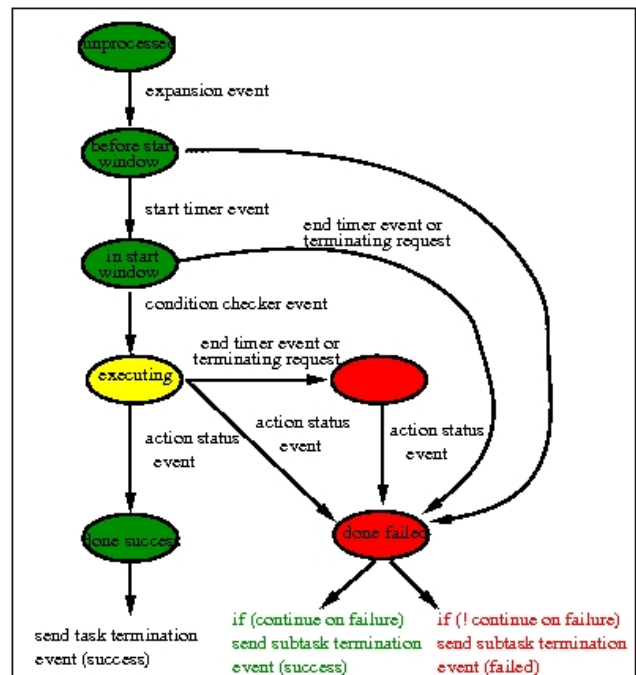 unprocessed
expansion event
before start
window
start timer event
end timer event or
terminating request
in start
window
condition checker event
end timer event or
terminating request
executing
action status
event
action status
event
action status
event
done success
done failed
send task termination
event (success)
if (continue on failure)
send subtask termination
event (success)
if (! continue on failure)
send subtask termination
event (failed)